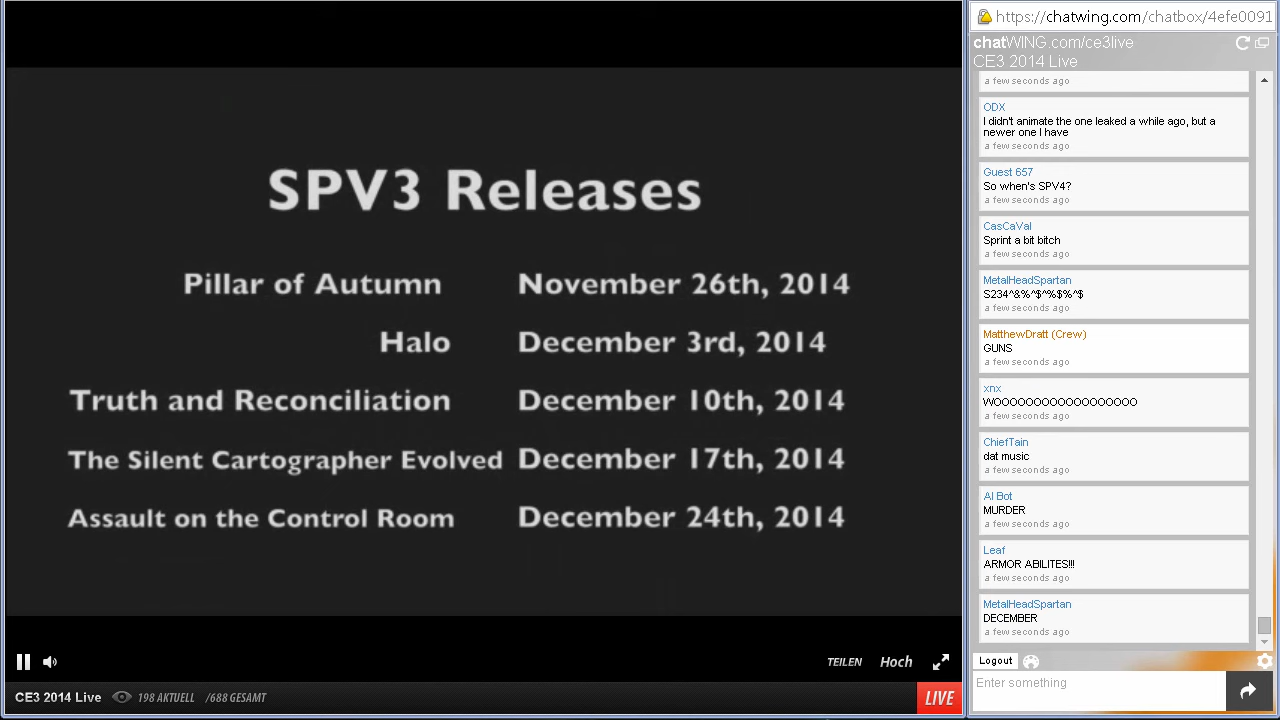 SPV3 Releases
Pillar of Autumn November 26th, 2014
Halo December 3rd, 2014
Truth and Reconciliation December 10th, 2014
The Silent Cartographer Evolved December 17th, 2014
Assault on the Control Room December 24th, 2014
TEILEN Hoch
CE3 2014 Live 198 AKTUELL /688 GESAMT LIVE
https://chatwing.com/chatbox/4efe0091
chatWING.com/ce3live
CE3 2014 Live
a few seconds ago
ODX
I didn't animate the one leaked a while ago, but a
newer one I have
a few seconds ago
Guest 657
So when's SPV4?
a few seconds ago
CasCaVal
Sprint a bit bitch
a few seconds ago
MetalHeadSpartan
S234^&%^$^%$%^$
a few seconds ago
MatthewDratt (Crew)
GUNS
a few seconds ago
xnx
WOOOOOOOOOOOOOOOOOO
a few seconds ago
ChiefTain
dat music
a few seconds ago
AI Bot
MURDER
a few seconds ago
Leaf
ARMOR ABILITES!!!
a few seconds ago
MetalHeadSpartan
DECEMBER
a few seconds ago
Logout
Enter something